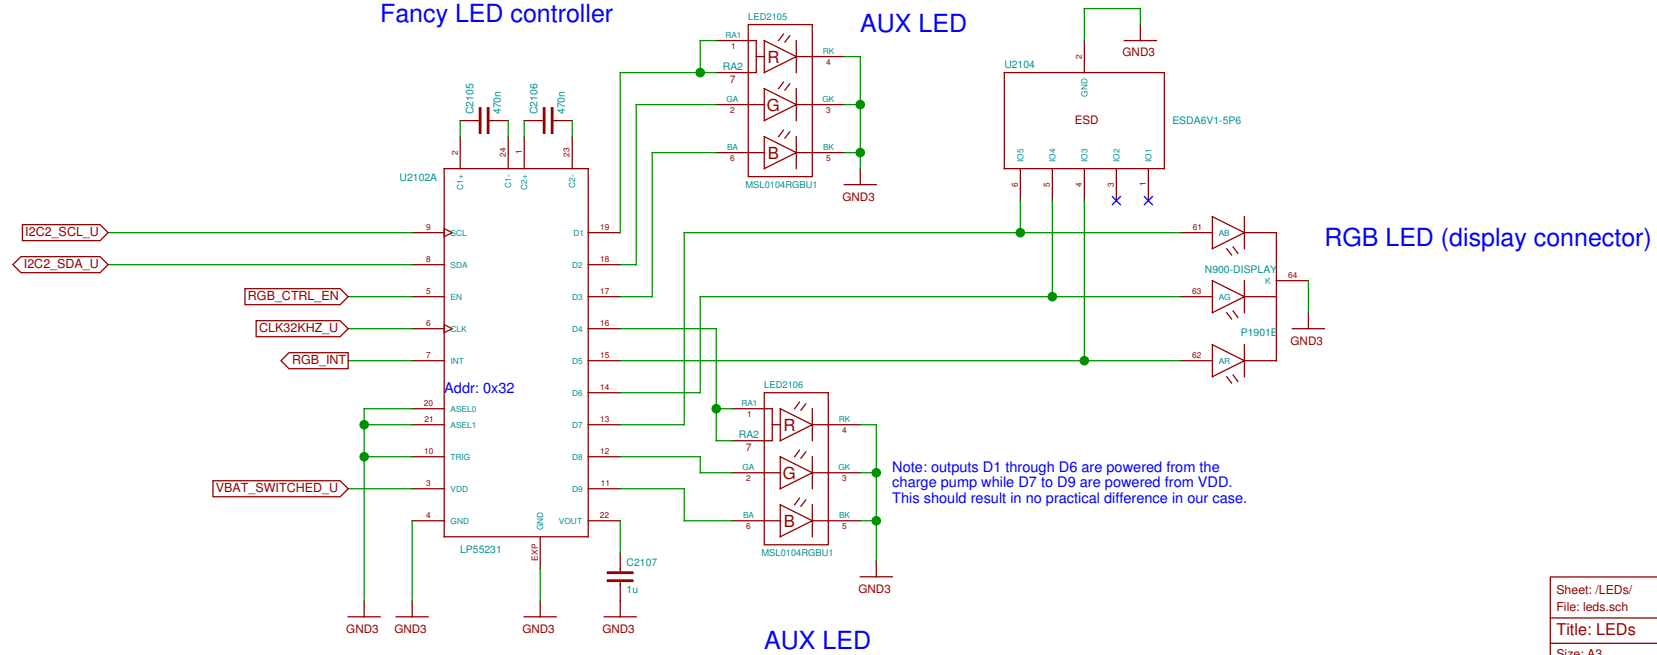 Fancy LED controller
AUX LED
LED2105
RA1
1
RA2
7
R
RK
4
GA
2
G
GK
3
BA
6
B
BK
5
MSL0104RGBU1
GND3
GND3
U2104
2
GND
ESD
ESDA6V1-5P6
IO5
IO4
IO3
IO2
IO1
6
5
4
3
1
C2105
470n
C2106
470n
2
24
1
23
U2102A
C1+
C1-
C2+
C2-
I2C2_SCL_U
9
SCL
D1
19
I2C2_SDA_U
8
SDA
D2
18
RGB_CTRL_EN
5
EN
D3
17
CLK32KHZ_U
6
CLK
D4
16
RGB_INT
7
INT
D5
15
Addr: 0x32
D6
14
20
ASEL0
21
ASEL1
D7
13
10
TRIG
D8
12
VBAT_SWITCHED_U
3
VDD
D9
11
4
GND
GND
VOUT
22
LP55231
EXP
C2107
1u
GND3
GND3
GND3
GND3
61
AB
RGB LED (display connector)
N900-DISPLAY
K
64
63
AG
P1901E
GND3
62
AR
LED2106
RA1
1
RA2
7
R
RK
4
GA
2
G
GK
3
BA
6
B
BK
5
MSL0104RGBU1
GND3
Note: outputs D1 through D6 are powered from the
charge pump while D7 to D9 are powered from VDD.
This should result in no practical difference in our case.
AUX LED
Sheet: /LEDs/
File: leds.sch
Title: LEDs
Size: A3